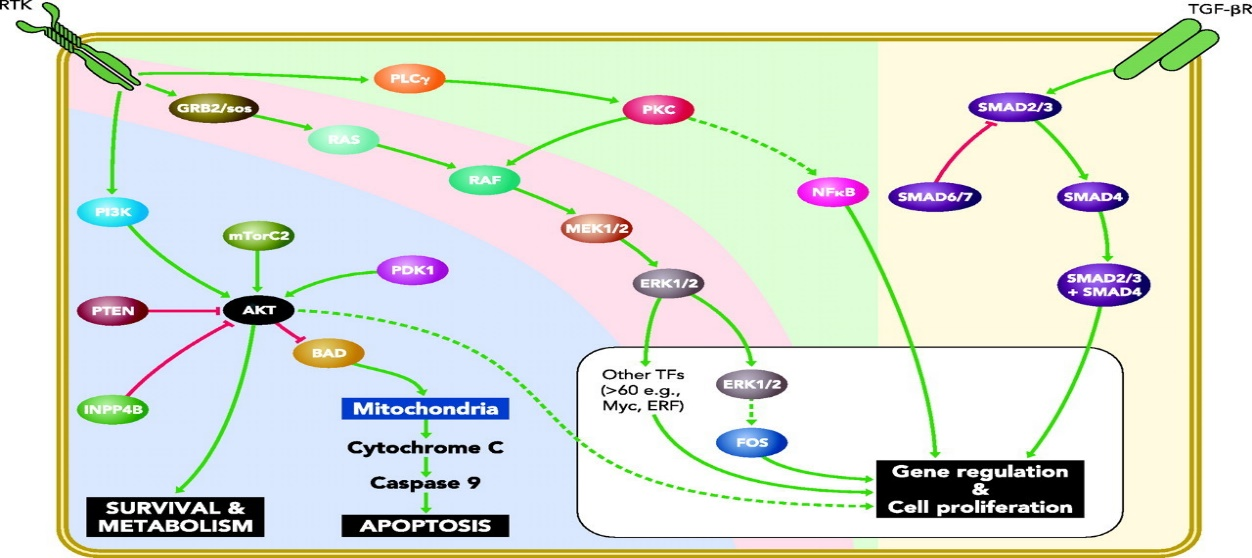 RTK
TGF-βR
PLCγ
GRB2/sos
PKC
SMAD2/3
RAS
RAF
NFκB
SMAD6/7
SMAD4
PI3K
mTorC2
MEK1/2
PDK1
ERK1/2
SMAD2/3
+ SMAD4
PTEN
AKT
BAD
Other TFs
(>60 e.g.,
Myc, ERF)
ERK1/2
INPP4B
Mitochondria
Cytochrome C
Caspase 9
APOPTOSIS
FOS
SURVIVAL &
METABOLISM
Gene regulation
&
Cell proliferation